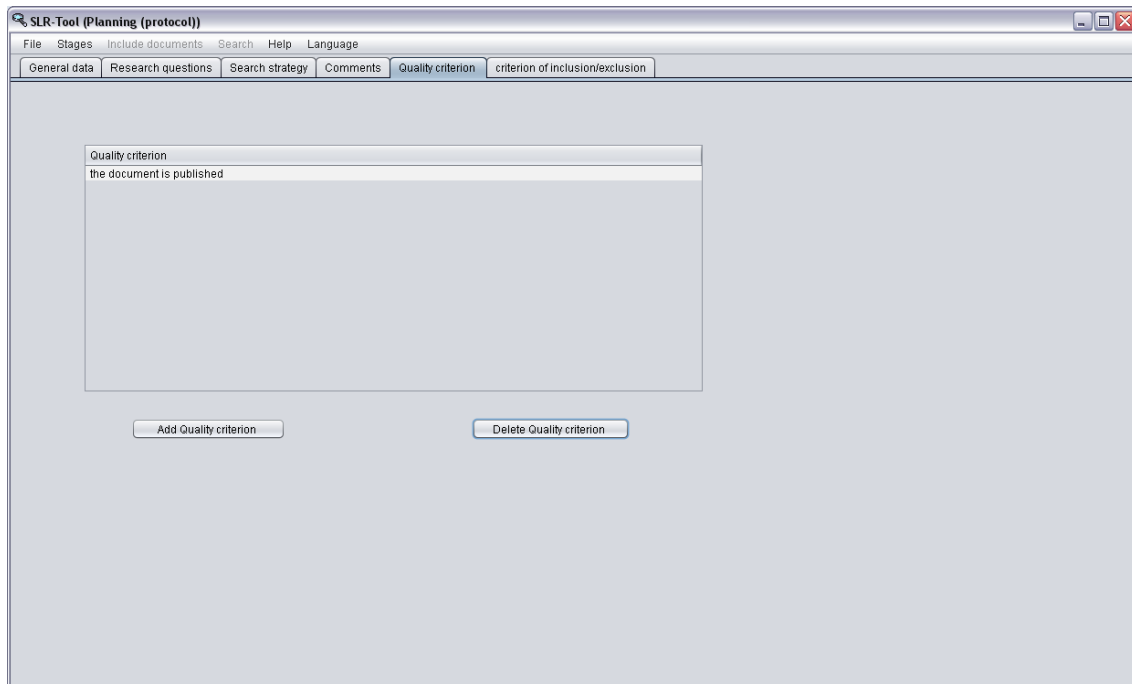 SLR-Tool (Planning (protocol))
File Stages Include documents Search Help Language
General data Research questions Search strategy Comments Quality criterion criterion of inclusion/exclusion
Quality criterion
the document is published
Add Quality criterion Delete Quality criterion